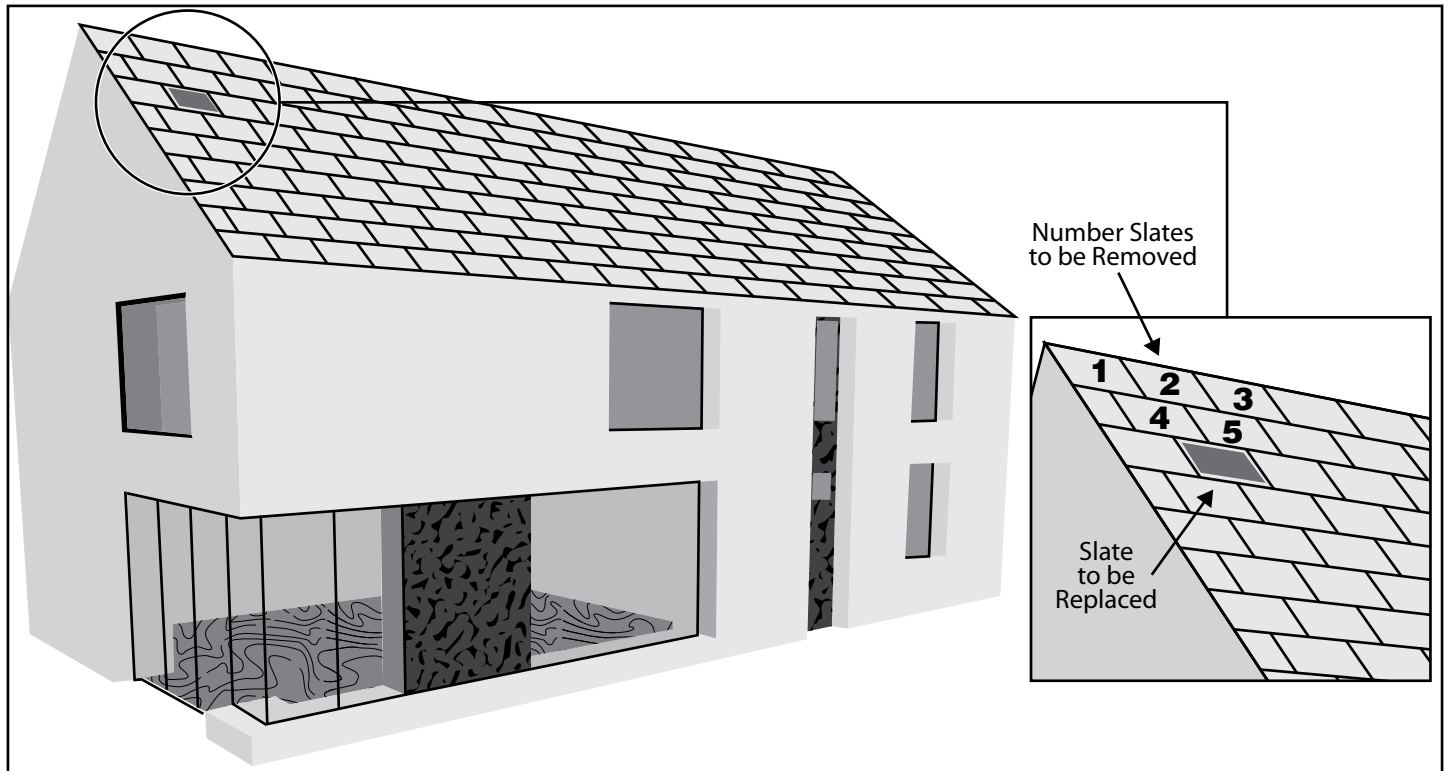 Number Slates
to be Removed
1 2 3
4 5
Slate
to be
Replaced